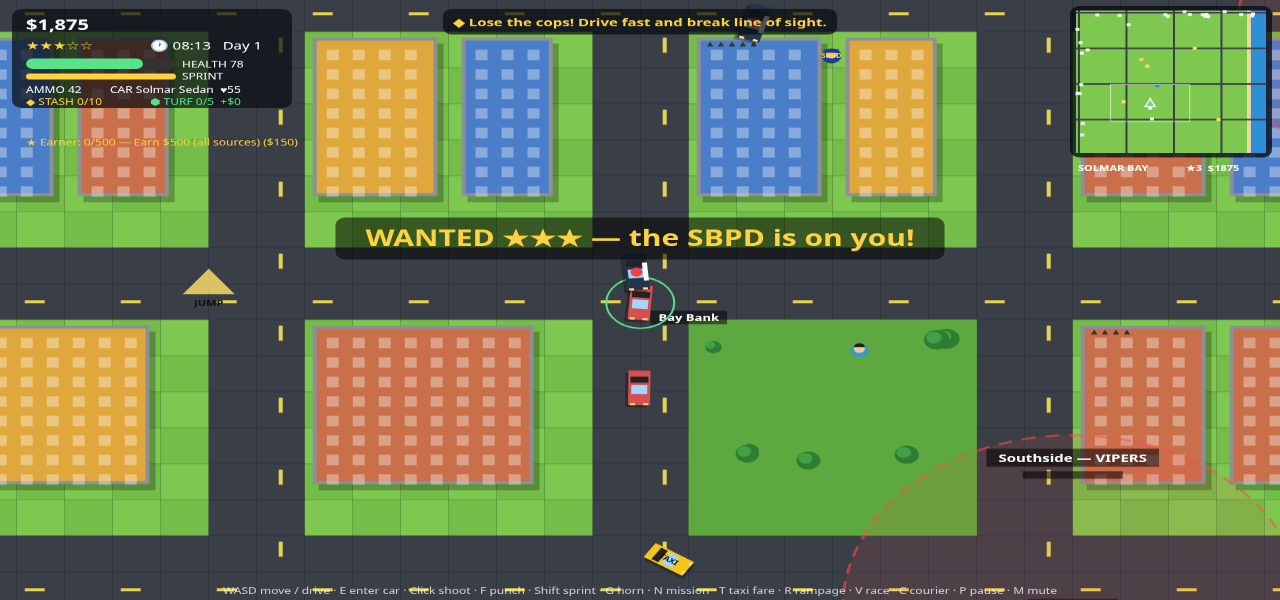 $1,875
◆ Lose the cops! Drive fast and break line of sight.
★★★☆☆ 08:13 Day 1
HEALTH 78
SPRINT
AMMO 42 CAR Solmar Sedan ♥55
◆ STASH 0/10 ⬢ TURF 0/5 +$0
★ Earner: 0/500 — Earn $500 (all sources) ($150)
SOLMAR BAY ★3 $1875
WANTED ★★★ — the SBPD is on you!
JUMP
Bay Bank
Southside — VIPERS
TAXI
WASD move / drive · E enter car · Click shoot · F punch · Shift sprint · G horn · N mission · T taxi fare · R rampage · V race · C courier · P pause · M mute